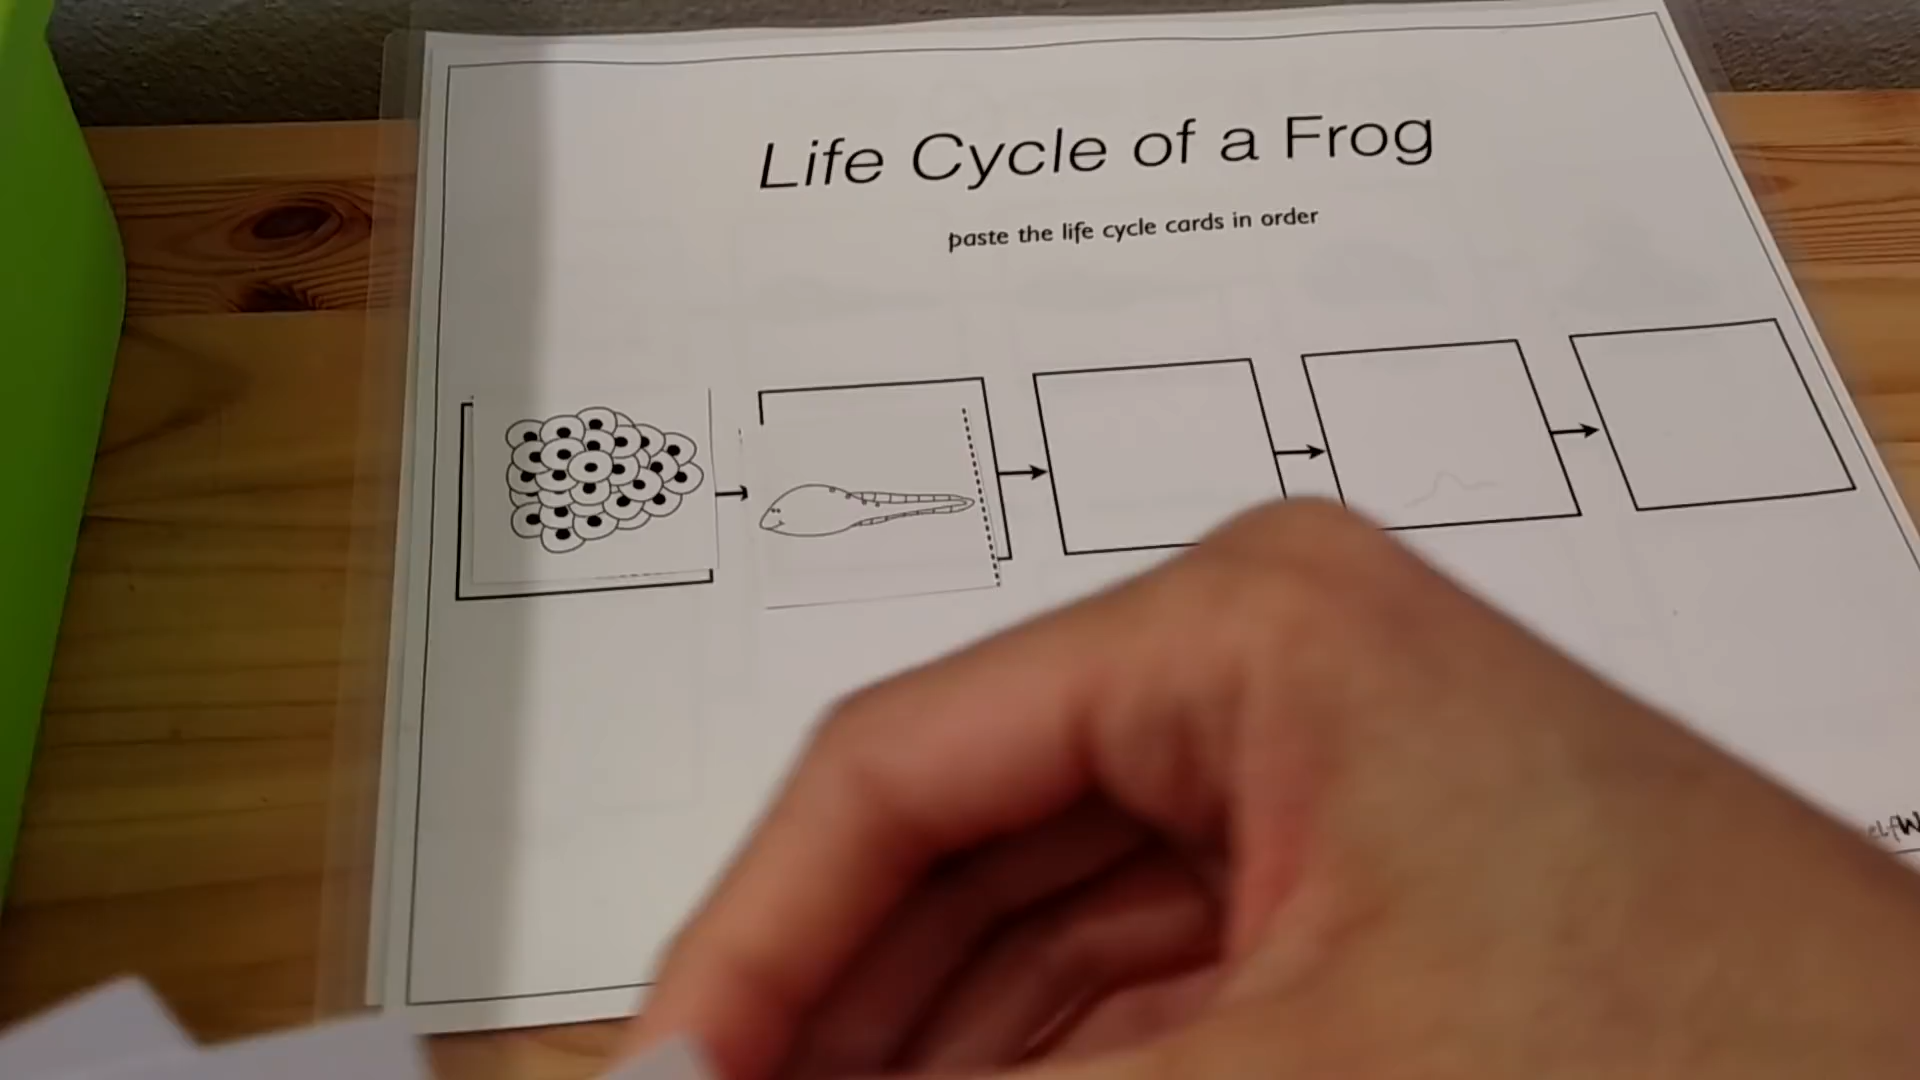 Life Cycle of a Frog
paste the life cycle cards in order